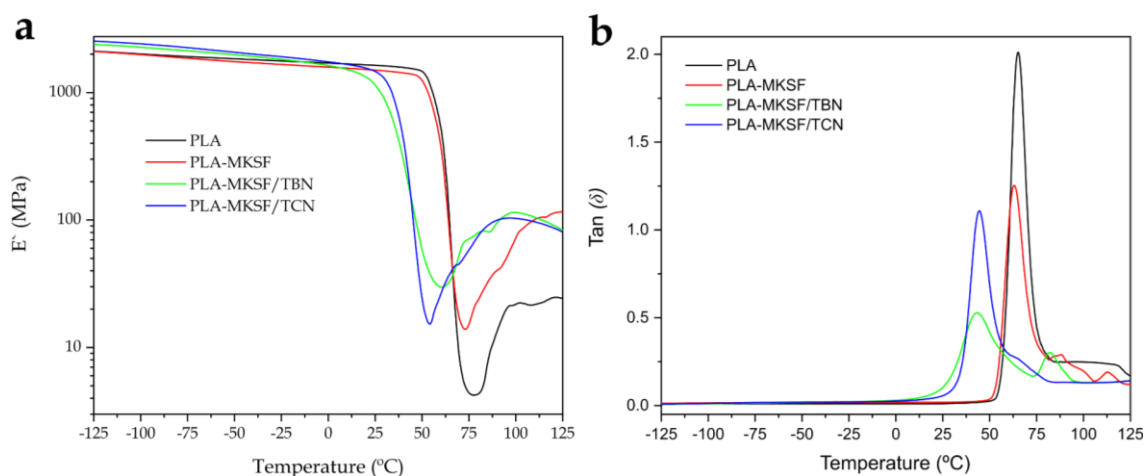 a
E` (MPa)
1000
100
10
PLA
PLA-MKSF
PLA-MKSF/TBN
PLA-MKSF/TCN
-125 -100 -75 -50 -25 0 25 50 75 100 125
Temperature (ºC)
b
Tan (δ)
2.0
1.5
1.0
0.5
0.0
PLA
PLA-MKSF
PLA-MKSF/TBN
PLA-MKSF/TCN
-125 -100 -75 -50 -25 0 25 50 75 100 125
Temperature (ºC)